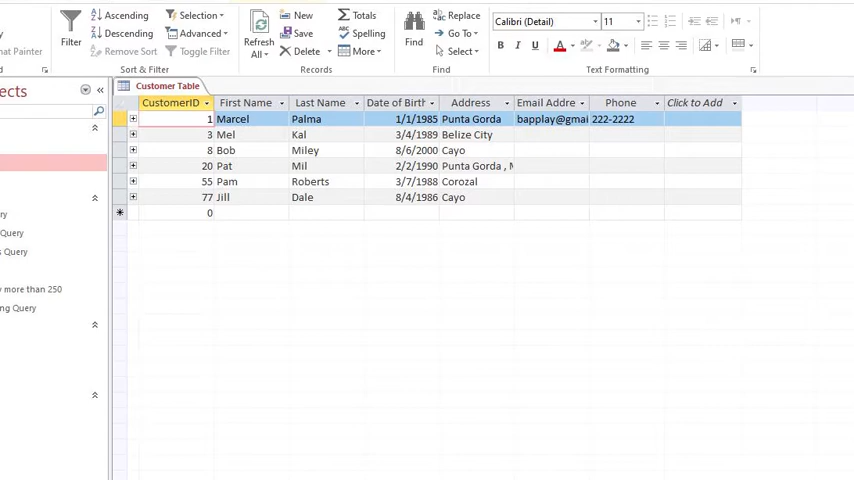 Ascending
Selection
New
Totals
Replace
Calibri (Detail)
11
Descending
Advanced
Save
Spelling
Go To
Filter
Refresh
All
Find
nat Painter
Remove Sort
Toggle Filter
Delete
More
Select
B I U A
Sort & Filter
Records
Find
Text Formatting
ects
Customer Table
CustomerID First Name Last Name Date of Birth Address Email Addre Phone Click to Add
1 Marcel Palma 1/1/1985 Punta Gorda bapplay@gmai 222-2222
3 Mel Kal 3/4/1989 Belize City
8 Bob Miley 8/6/2000 Cayo
20 Pat Mil 2/2/1990 Punta Gorda , M
55 Pam Roberts 3/7/1988 Corozal
77 Jill Dale 8/4/1986 Cayo
0
ry
Query
s Query
y more than 250
ing Query